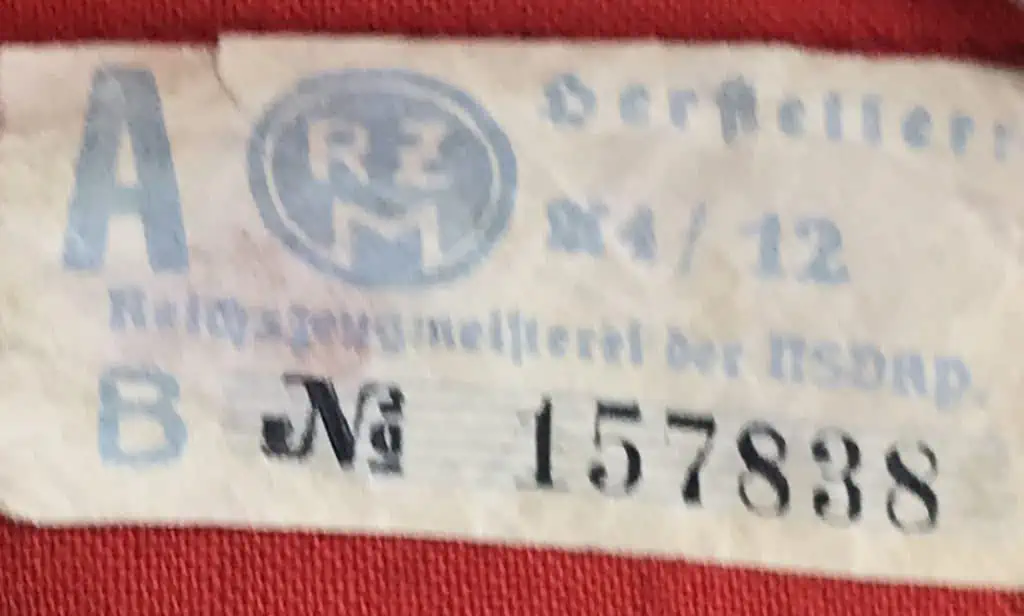 A
RZM
Hersteller:
M4/12
Reichszeugmeisterei der NSDAP.
B
№ 157838